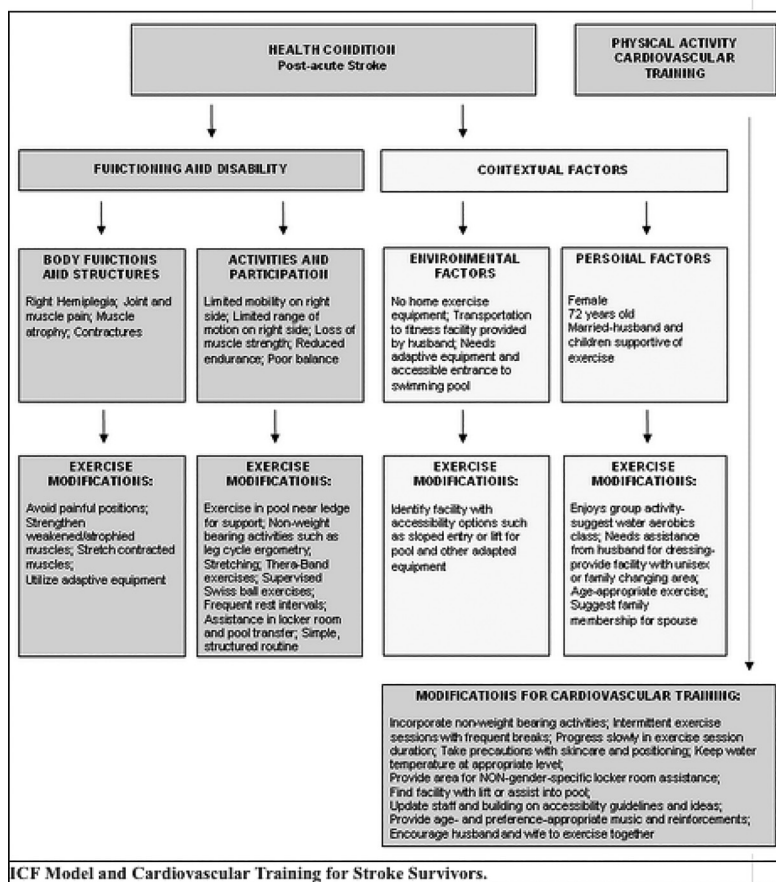 HEALTH CONDITION
Post-acute Stroke
PHYSICAL ACTIVITY
CARDIOVASCULAR
TRAINING
FUNCTIONING AND DISABILITY
CONTEXTUAL FACTORS
BODY FUNCTIONS
AND STRUCTURES
Right Hemiplegia; Joint and
muscle pain; Muscle
atrophy; Contractures
ACTIVITIES AND
PARTICIPATION
Limited mobility on right
side; Limited range of
motion on right side; Loss of
muscle strength; Reduced
endurance; Poor balance
ENVIRONMENTAL
FACTORS
No home exercise
equipment; Transportation
to fitness facility provided
by husband; Needs
adaptive equipment and
accessible entrance to
swimming pool
PERSONAL FACTORS
Female
72 years old
Married-husband and
children supportive of
exercise
EXERCISE
MODIFICATIONS:
Avoid painful positions;
Strengthen
weakened/atrophied
muscles; Stretch contracted
muscles;
Utilize adaptive equipment
EXERCISE
MODIFICATIONS:
Exercise in pool near ledge
for support; Non-weight
bearing activities such as
leg cycle ergometry;
Stretching; Thera-Band
exercises; Supervised
Swiss ball exercises;
Frequent rest intervals;
Assistance in locker room
and pool transfer; Simple,
structured routine
EXERCISE
MODIFICATIONS:
Identify facility with
accessibility options such
as sloped entry or lift for
pool and other adapted
equipment
EXERCISE
MODIFICATIONS:
Enjoys group activity-
suggest water aerobics
class; Needs assistance
from husband for dressing-
provide facility with unisex
or family changing area;
Age-appropriate exercise;
Suggest family
membership for spouse
MODIFICATIONS FOR CARDIOVASCULAR TRAINING:
Incorporate non-weight bearing activities; Intermittent exercise
sessions with frequent breaks; Progress slowly in exercise session
duration; Take precautions with skincare and positioning; Keep water
temperature at appropriate level;
Provide area for NON-gender-specific locker room assistance;
Find facility with lift or assist into pool;
Update staff and building on accessibility guidelines and ideas;
Provide age- and preference-appropriate music and reinforcements;
Encourage husband and wife to exercise together
ICF Model and Cardiovascular Training for Stroke Survivors.